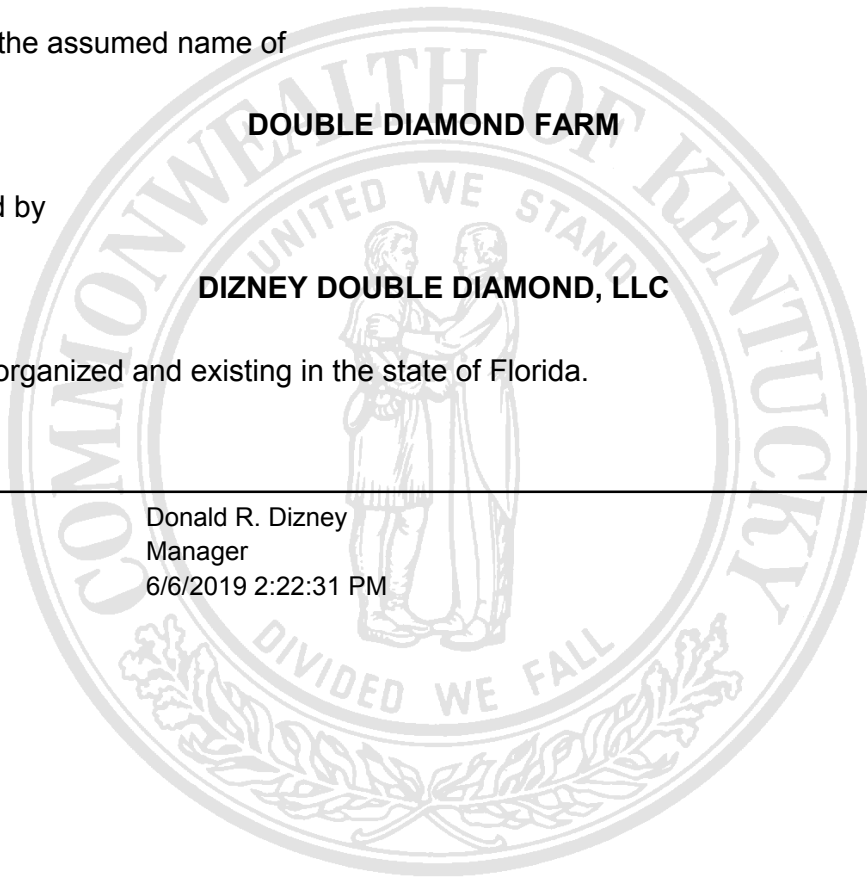 the assumed name of
DOUBLE DIAMOND FARM
d by
DIZNEY DOUBLE DIAMOND, LLC
organized and existing in the state of Florida.
Donald R. Dizney
Manager
6/6/2019 2:22:31 PM
COMMONWEALTH OF KENTUCKY
UNITED WE STAND
DIVIDED WE FALL